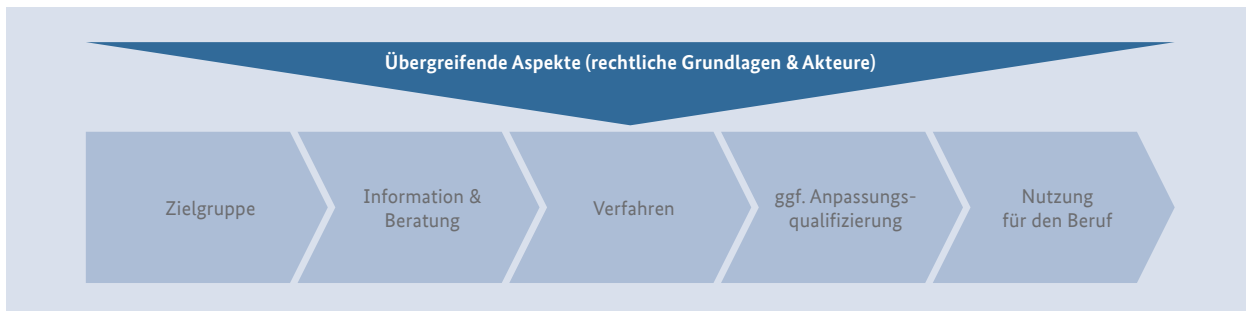 Übergreifende Aspekte (rechtliche Grundlagen & Akteure)
Zielgruppe
Information &
Beratung
Verfahren
ggf. Anpassungs-
qualifizierung
Nutzung
für den Beruf